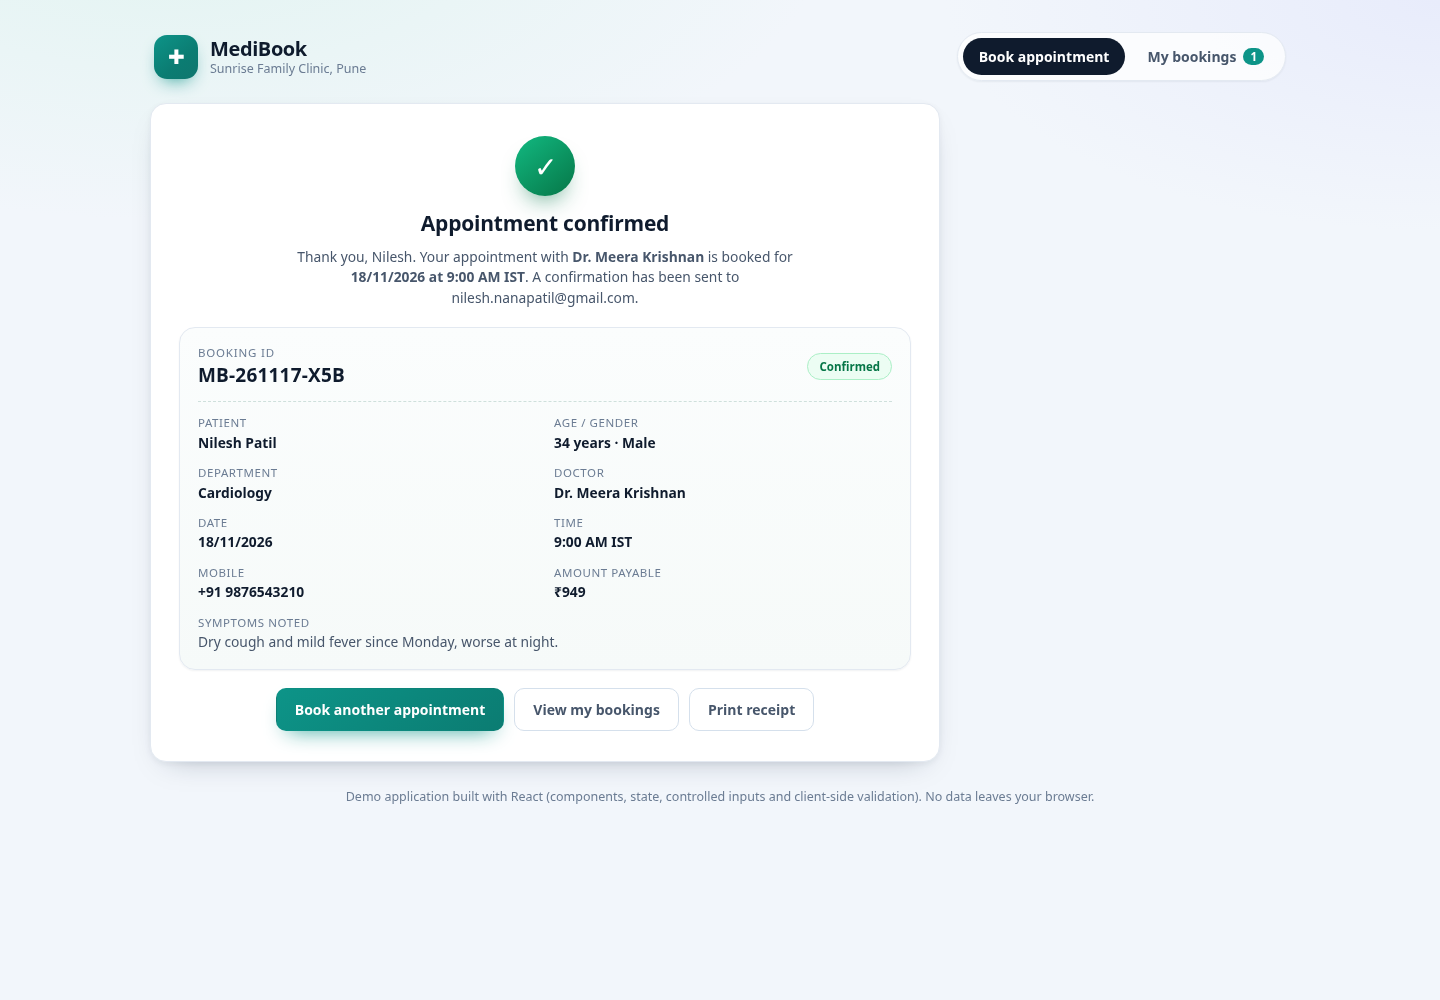 MediBook
Sunrise Family Clinic, Pune
Book appointment
My bookings 1
✓
Appointment confirmed
Thank you, Nilesh. Your appointment with Dr. Meera Krishnan is booked for
18/11/2026 at 9:00 AM IST. A confirmation has been sent to
nilesh.nanapatil@gmail.com.
BOOKING ID
MB-261117-X5B
Confirmed
PATIENT
Nilesh Patil
AGE / GENDER
34 years · Male
DEPARTMENT
Cardiology
DOCTOR
Dr. Meera Krishnan
DATE
18/11/2026
TIME
9:00 AM IST
MOBILE
+91 9876543210
AMOUNT PAYABLE
₹949
SYMPTOMS NOTED
Dry cough and mild fever since Monday, worse at night.
Book another appointment
View my bookings
Print receipt
Demo application built with React (components, state, controlled inputs and client-side validation). No data leaves your browser.